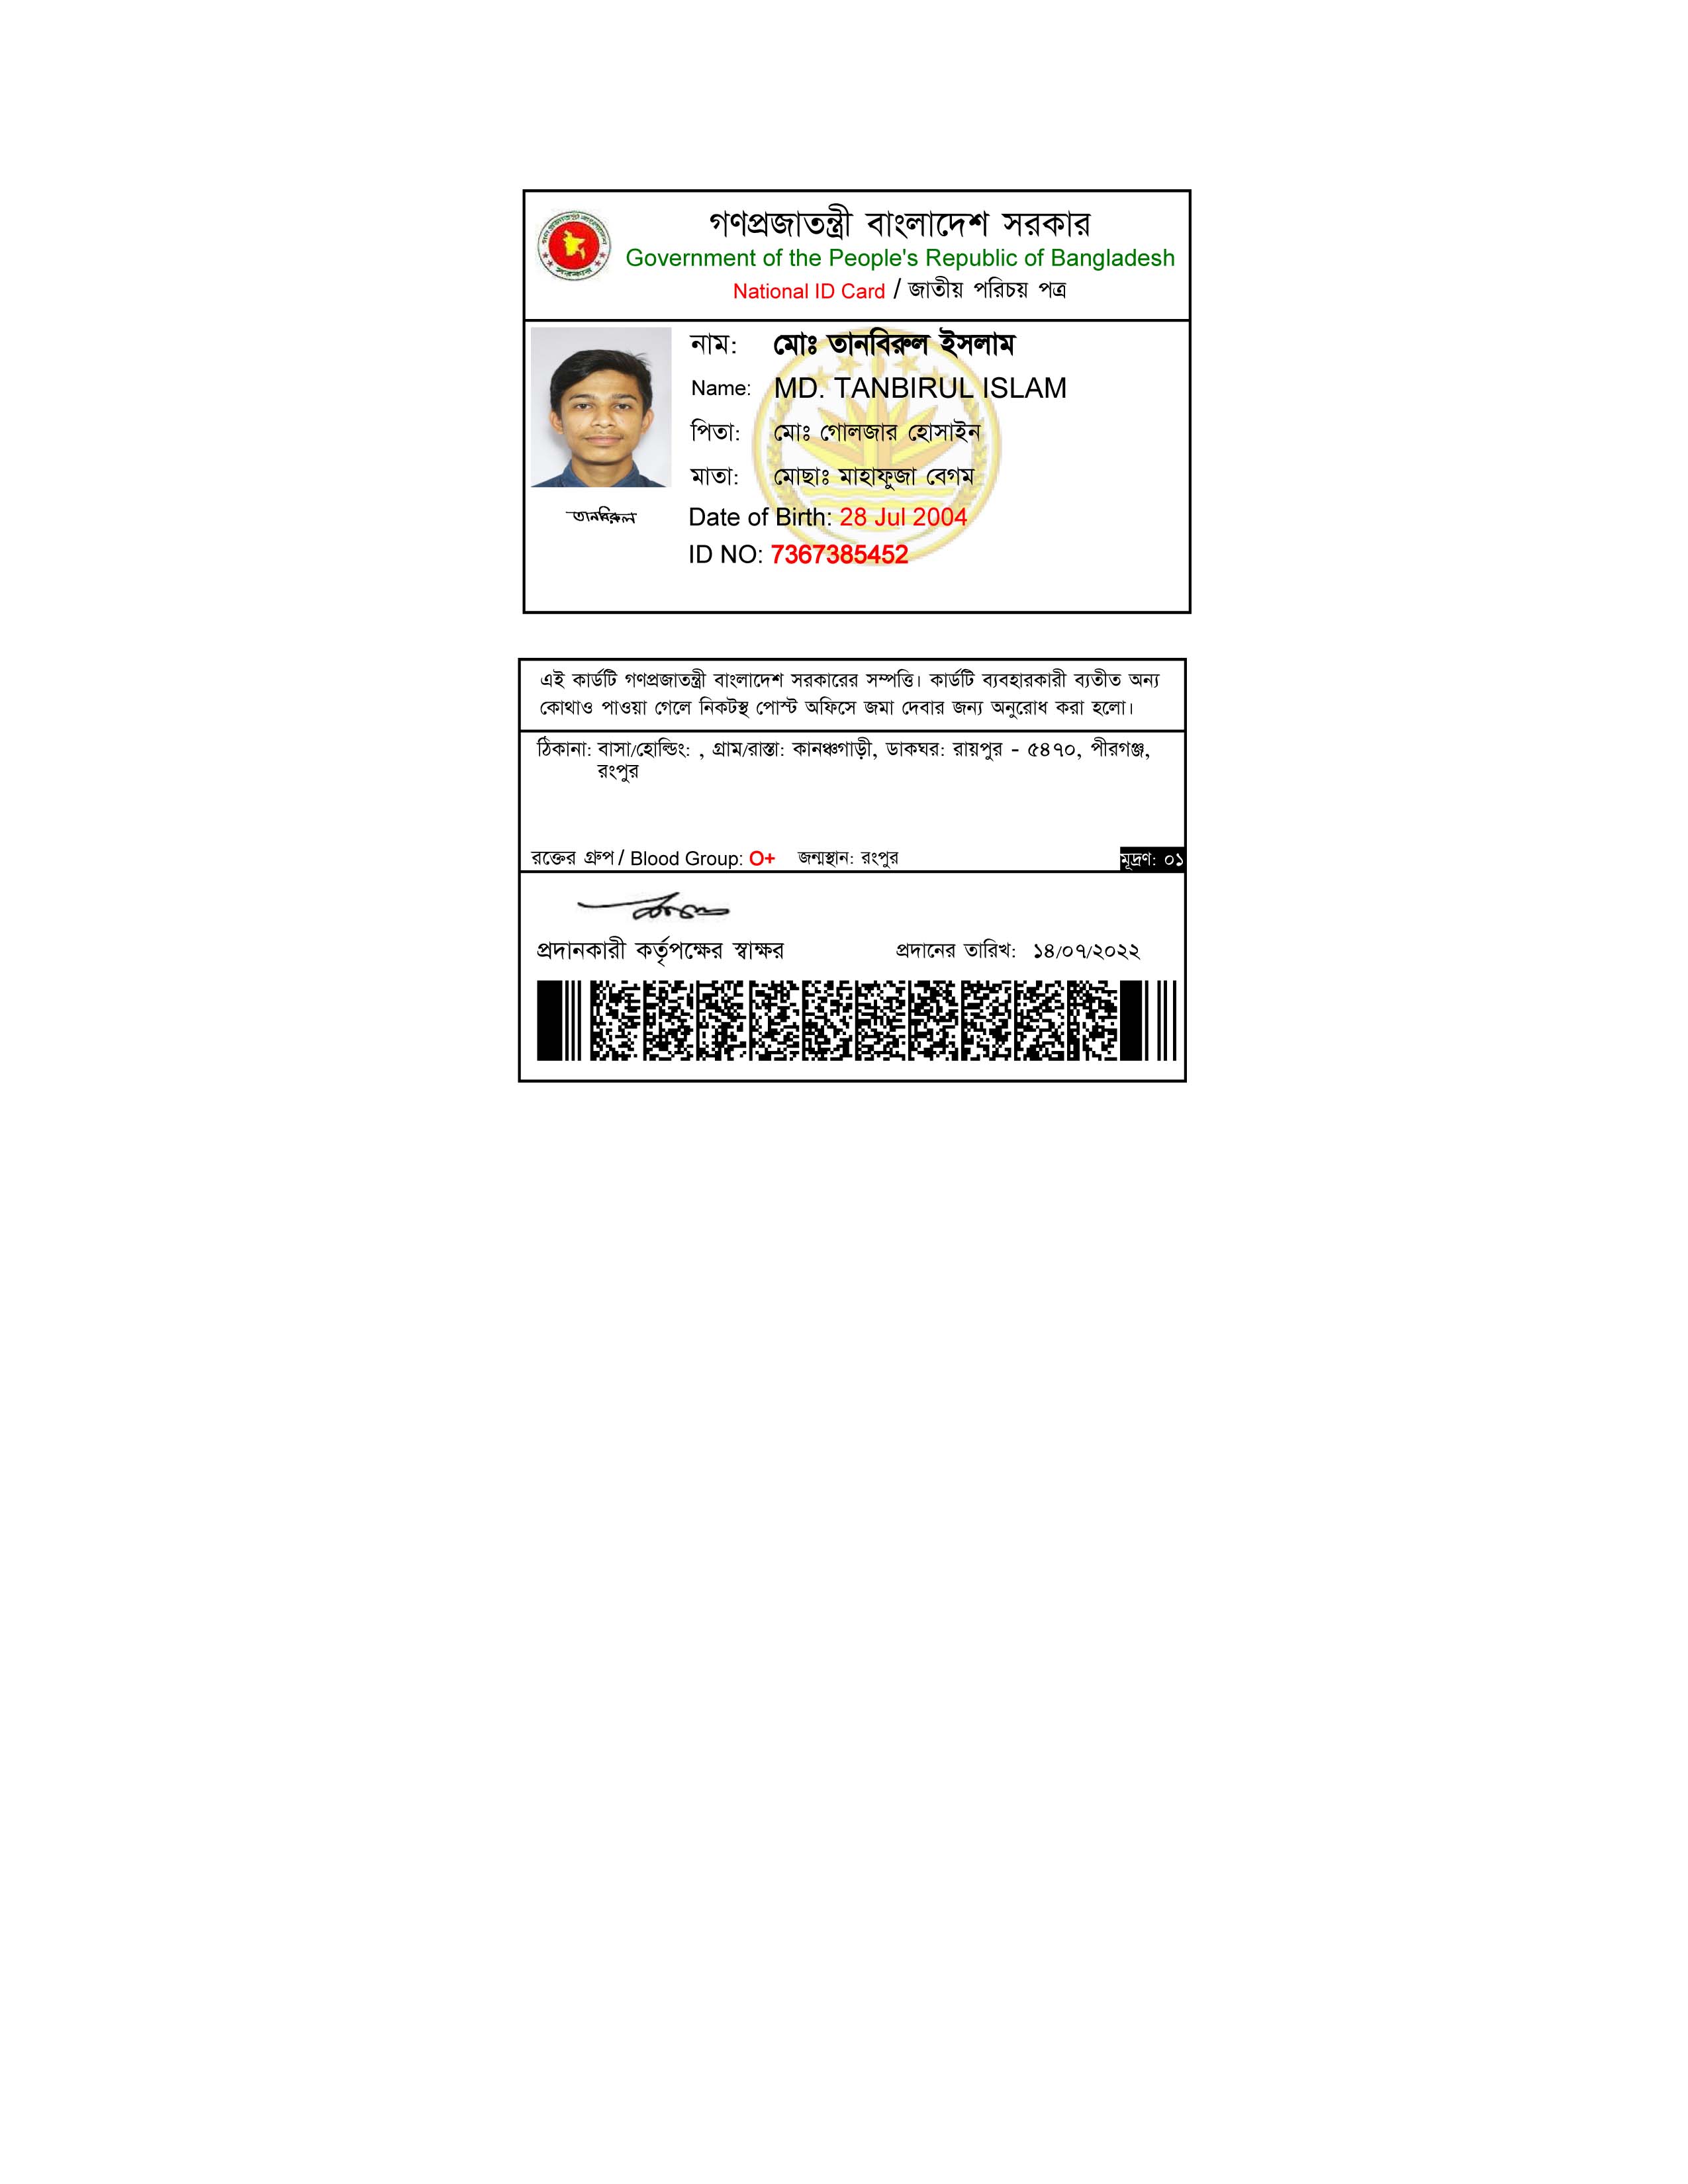 গণপ্রজাতন্ত্রী বাংলাদেশ সরকার
Government of the People's Republic of Bangladesh
National ID Card / জাতীয় পরিচয় পত্র
নাম: মোঃ তানবিরুল ইসলাম
Name: MD. TANBIRUL ISLAM
পিতা: মোঃ গোলজার হোসাইন
মাতা: মোছাঃ মাহাফুজা বেগম
তানবিরুল
Date of Birth: 28 Jul 2004
ID NO: 7367385452
এই কার্ডটি গণপ্রজাতন্ত্রী বাংলাদেশ সরকারের সম্পত্তি। কার্ডটি ব্যবহারকারী ব্যতীত অন্য
কোথাও পাওয়া গেলে নিকটস্থ পোস্ট অফিসে জমা দেবার জন্য অনুরোধ করা হলো।
ঠিকানা: বাসা/হোল্ডিং: , গ্রাম/রাস্তা: কানঞ্চগাড়ী, ডাকঘর: রায়পুর - ৫৪৭০, পীরগঞ্জ,
রংপুর
রক্তের গ্রুপ / Blood Group: O+ জন্মস্থান: রংপুর মূদ্রণ: ০১
প্রদানকারী কর্তৃপক্ষের স্বাক্ষর প্রদানের তারিখ: ১৪/০৭/২০২২